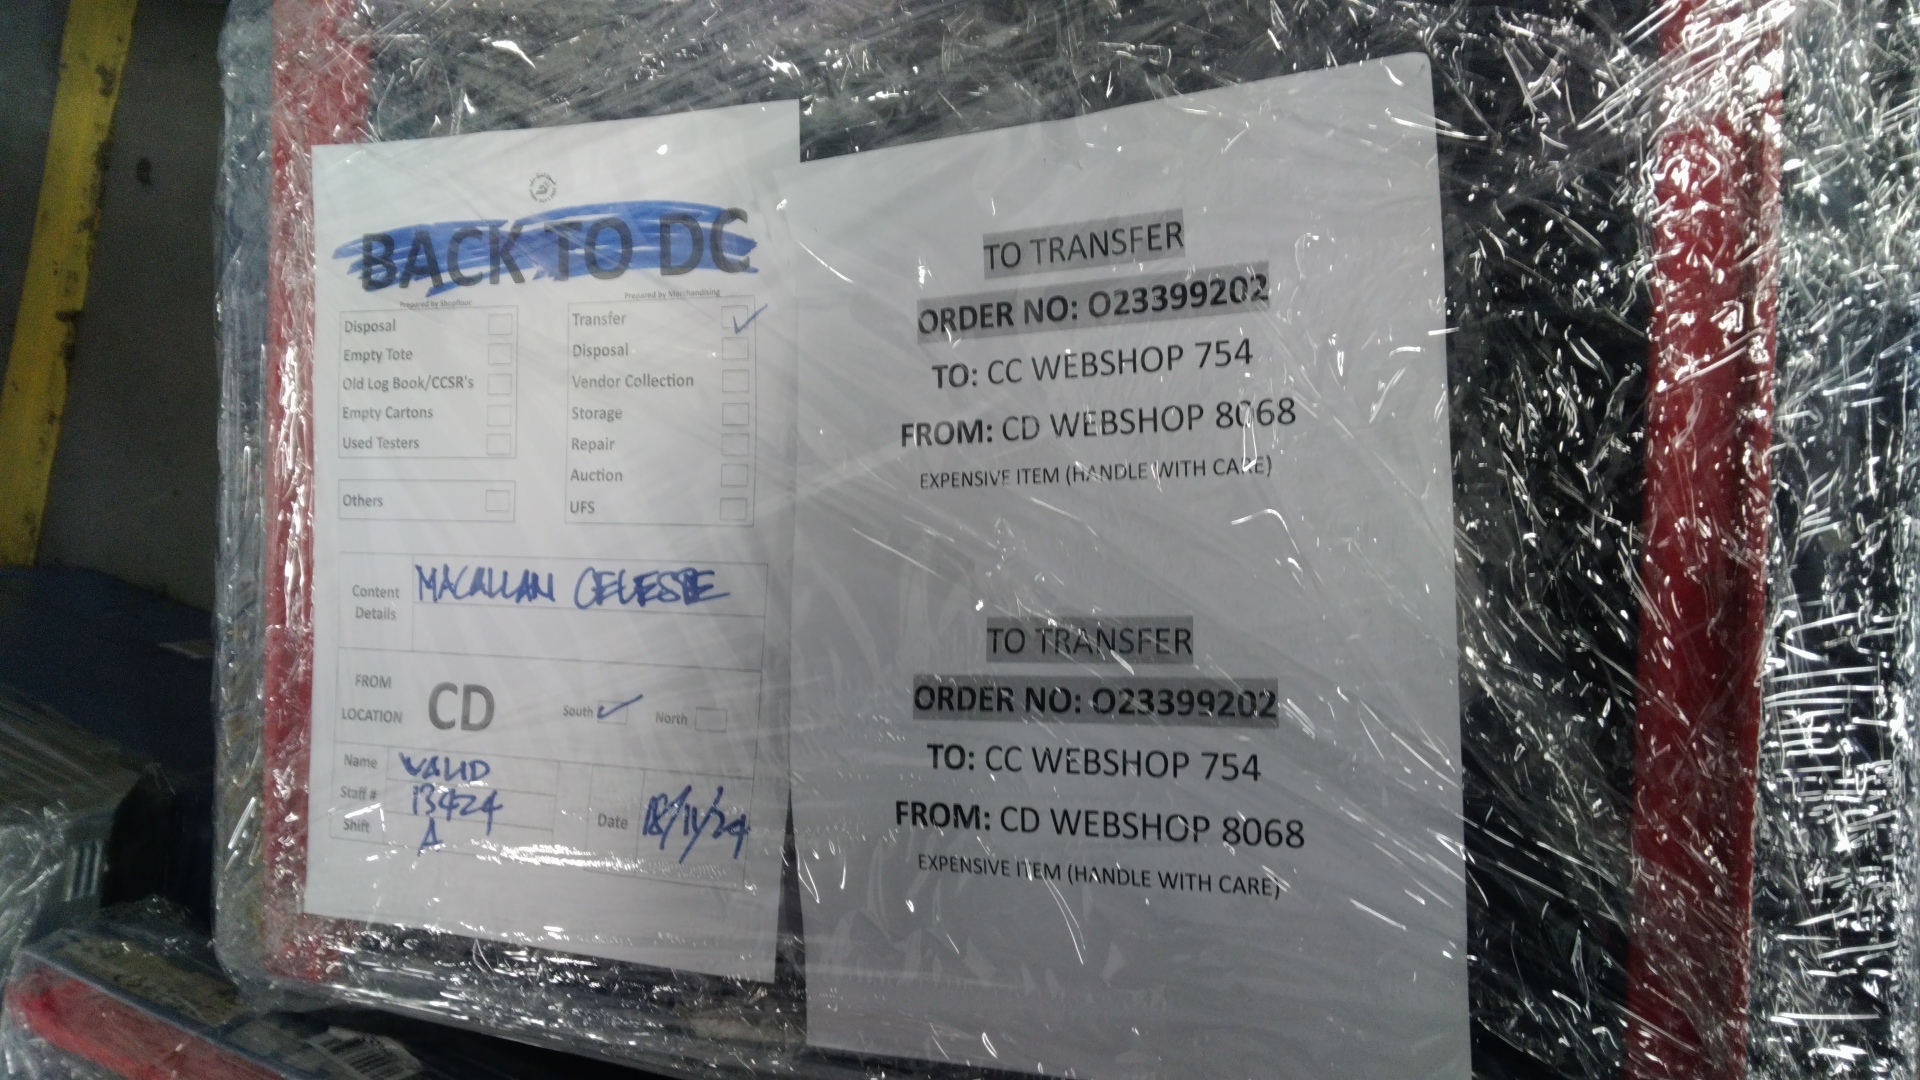 BACK TO DC
Prepared by Shopfloor
Disposal
Empty Tote
Old Log Book/CCSR's
Empty Cartons
Used Testers
Others
Prepared by Merchandising
Transfer
Disposal
Vendor Collection
Storage
Repair
Auction
UFS
Content Details
MACALLAN CELESTE
FROM LOCATION
CD
South
North
Name
WALID
Staff #
13424
Shift
A
Date
18/11/24
TO TRANSFER
ORDER NO: O23399202
TO: CC WEBSHOP 754
FROM: CD WEBSHOP 8068
EXPENSIVE ITEM (HANDLE WITH CARE)
TO TRANSFER
ORDER NO: O23399202
TO: CC WEBSHOP 754
FROM: CD WEBSHOP 8068
EXPENSIVE ITEM (HANDLE WITH CARE)